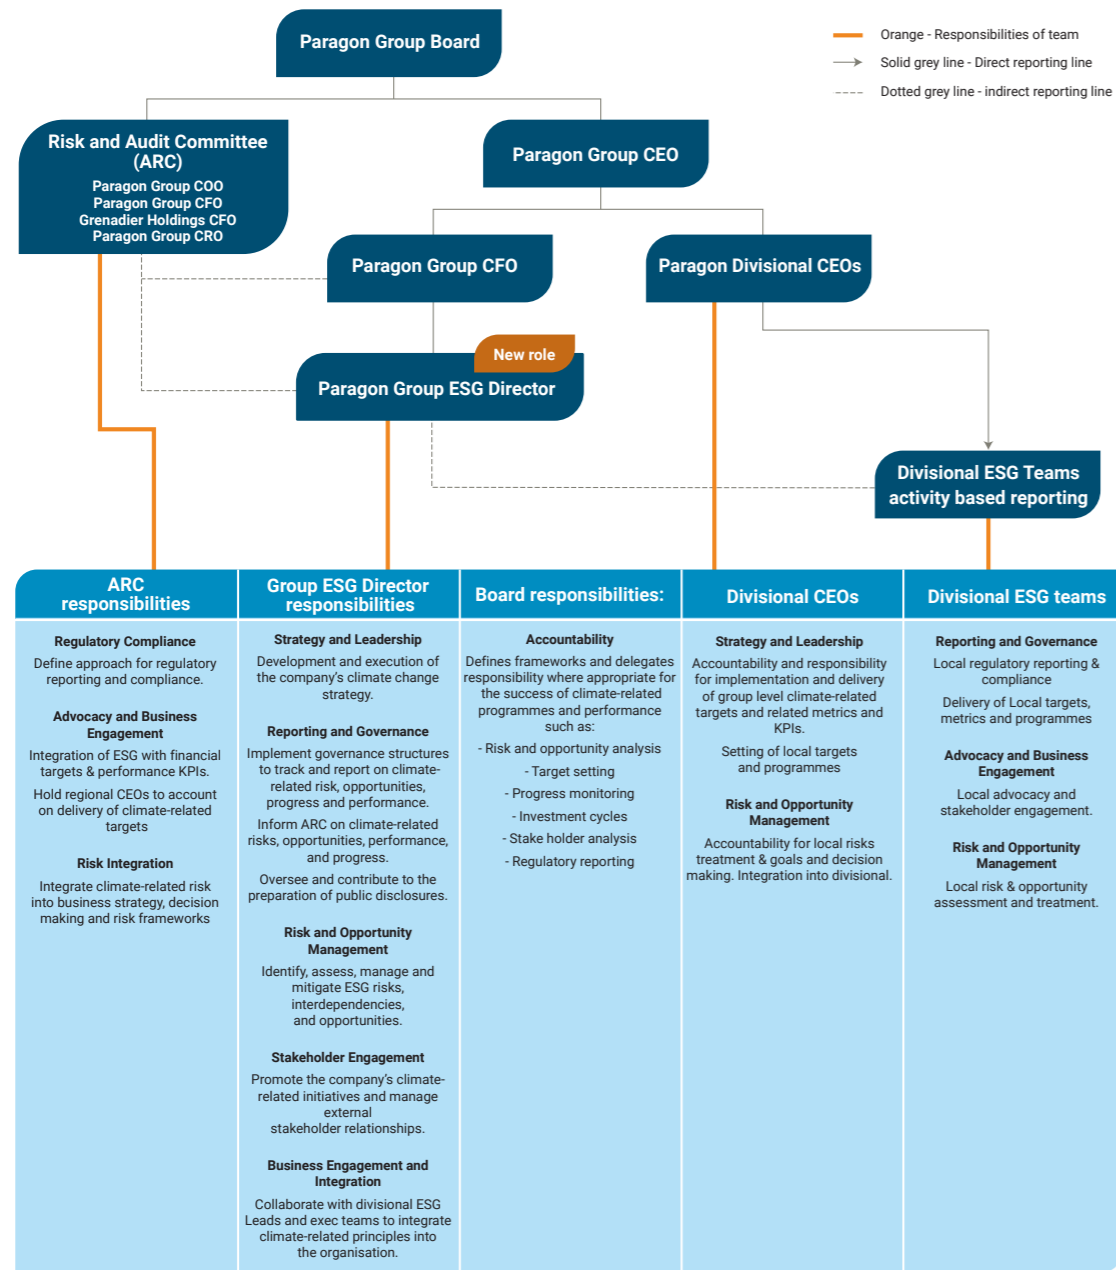 Paragon Group Board
Orange - Responsibilities of team
Solid grey line - Direct reporting line
Dotted grey line - indirect reporting line
Risk and Audit Committee
(ARC)
Paragon Group COO
Paragon Group CFO
Grenadier Holdings CFO
Paragon Group CRO
Paragon Group CEO
Paragon Group CFO
Paragon Divisional CEOs
New role
Paragon Group ESG Director
Divisional ESG Teams
activity based reporting
ARC
responsibilities
Regulatory Compliance
Define approach for regulatory
reporting and compliance.
Advocacy and Business
Engagement
Integration of ESG with financial
targets & performance KPIs.
Hold regional CEOs to account
on delivery of climate-related
targets
Risk Integration
Integrate climate-related risk
into business strategy, decision
making and risk frameworks
Group ESG Director
responsibilities
Strategy and Leadership
Development and execution of
the company's climate change
strategy.
Reporting and Governance
Implement governance structures
to track and report on climate-
related risk, opportunities,
progress and performance.
Inform ARC on climate-related
risks, opportunities, performance,
and progress.
Oversee and contribute to the
preparation of public disclosures.
Risk and Opportunity
Management
Identify, assess, manage and
mitigate ESG risks,
interdependencies,
and opportunities.
Stakeholder Engagement
Promote the company's climate-
related initiatives and manage
external
stakeholder relationships.
Business Engagement and
Integration
Collaborate with divisional ESG
Leads and exec teams to integrate
climate-related principles into
the organisation.
Board responsibilities:
Accountability
Defines frameworks and delegates
responsibility where appropriate for
the success of climate-related
programmes and performance
such as:
- Risk and opportunity analysis
- Target setting
- Progress monitoring
- Investment cycles
- Stake holder analysis
- Regulatory reporting
Divisional CEOs
Strategy and Leadership
Accountability and responsibility
for implementation and delivery
of group level climate-related
targets and related metrics and
KPIs.
Setting of local targets
and programmes
Risk and Opportunity
Management
Accountability for local risks
treatment & goals and decision
making. Integration into divisional.
Divisional ESG teams
Reporting and Governance
Local regulatory reporting &
compliance
Delivery of Local targets,
metrics and programmes
Advocacy and Business
Engagement
Local advocacy and
stakeholder engagement.
Risk and Opportunity
Management
Local risk & opportunity
assessment and treatment.